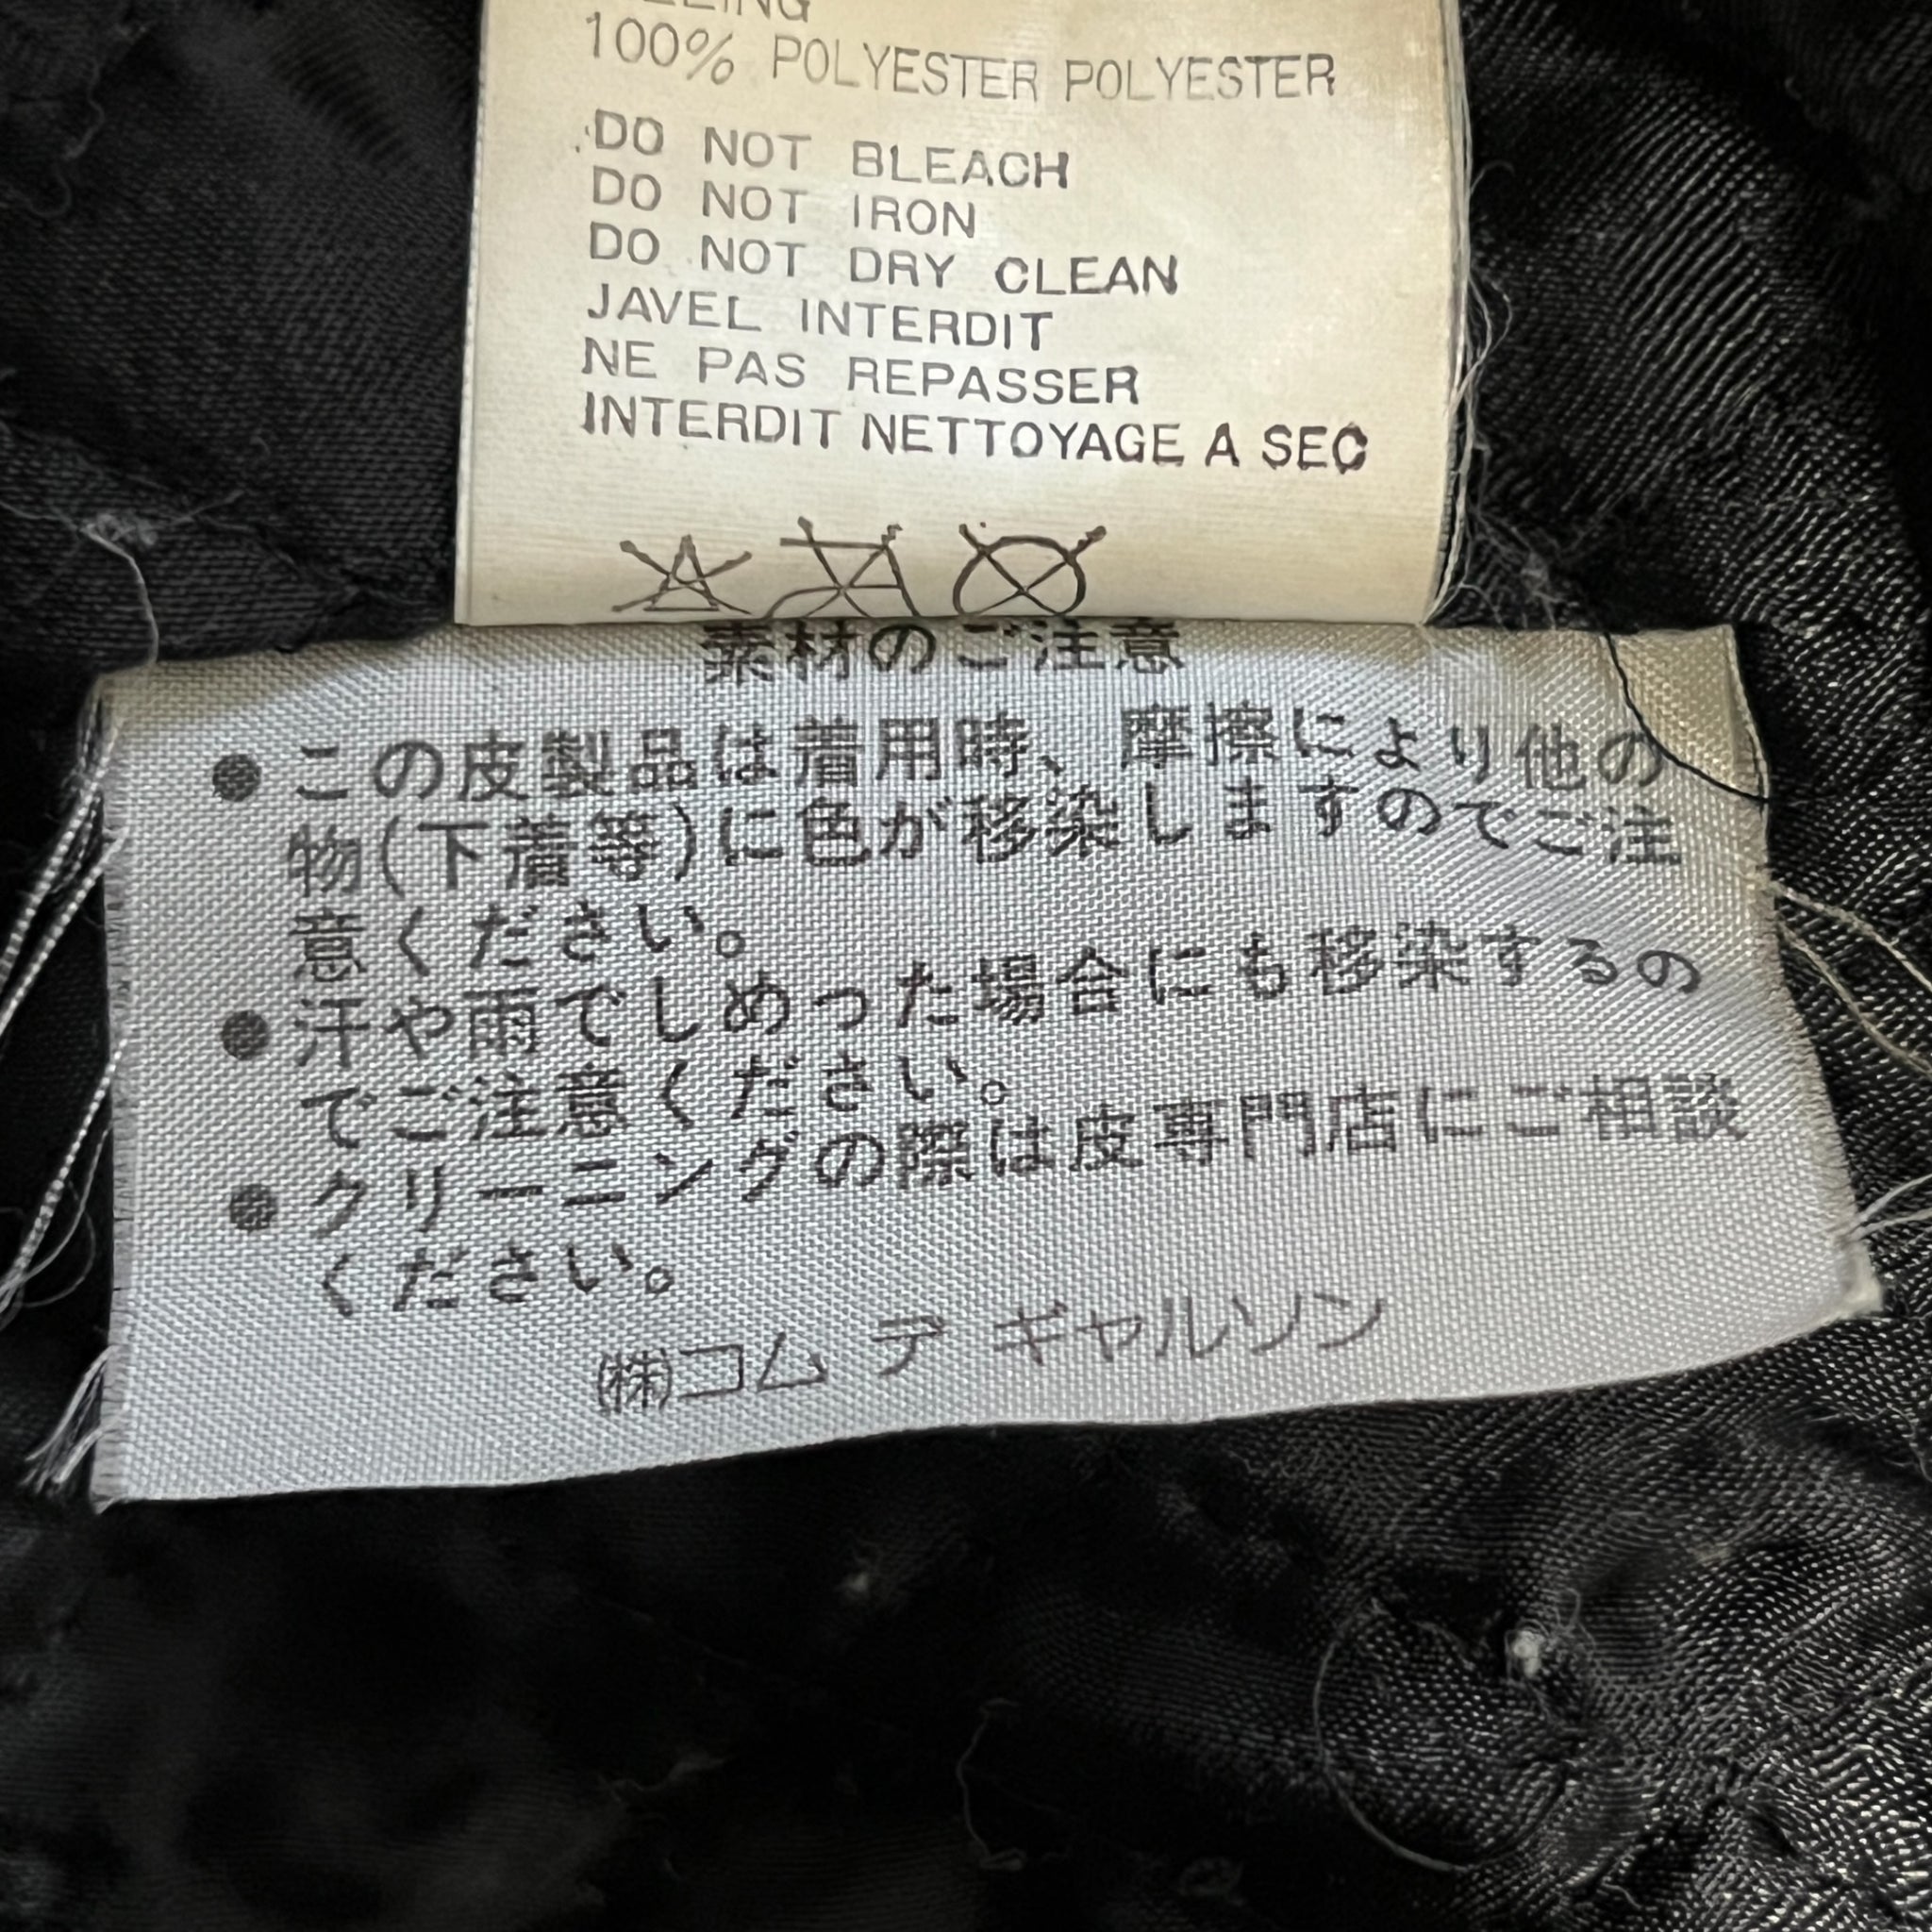 100% POLYESTER POLYESTER
DO NOT BLEACH
DO NOT IRON
DO NOT DRY CLEAN
JAVEL INTERDIT
NE PAS REPASSER
INTERDIT NETTOYAGE A SEC
素材のご注意
●この皮製品は着用時、摩擦により他の
物(下着等)に色が移染しますのでご注
意ください。
●汗や雨でしめった場合にも移染するの
でご注意ください。
●クリーニングの際は皮専門店にご相談
ください。
㈱コム デ ギャルソン